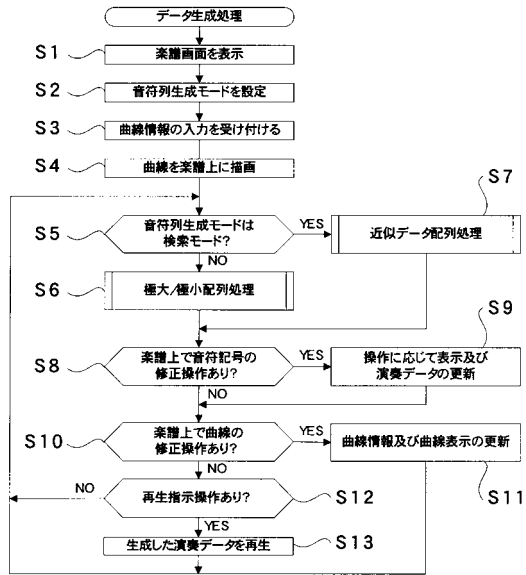 データ生成処理
S1
楽譜画面を表示
S2
音符列生成モードを設定
S3
曲線情報の入力を受け付ける
S4
曲線を楽譜上に描画
S5
音符列生成モードは
検索モード?
YES
NO
S7
近似データ配列処理
S6
極大/極小配列処理
S8
楽譜上で音符記号の
修正操作あり?
YES
NO
S9
操作に応じて表示及び
演奏データの更新
S10
楽譜上で曲線の
修正操作あり?
YES
NO
曲線情報及び曲線表示の更新
S11
NO
再生指示操作あり?
S12
YES
生成した演奏データを再生
S13